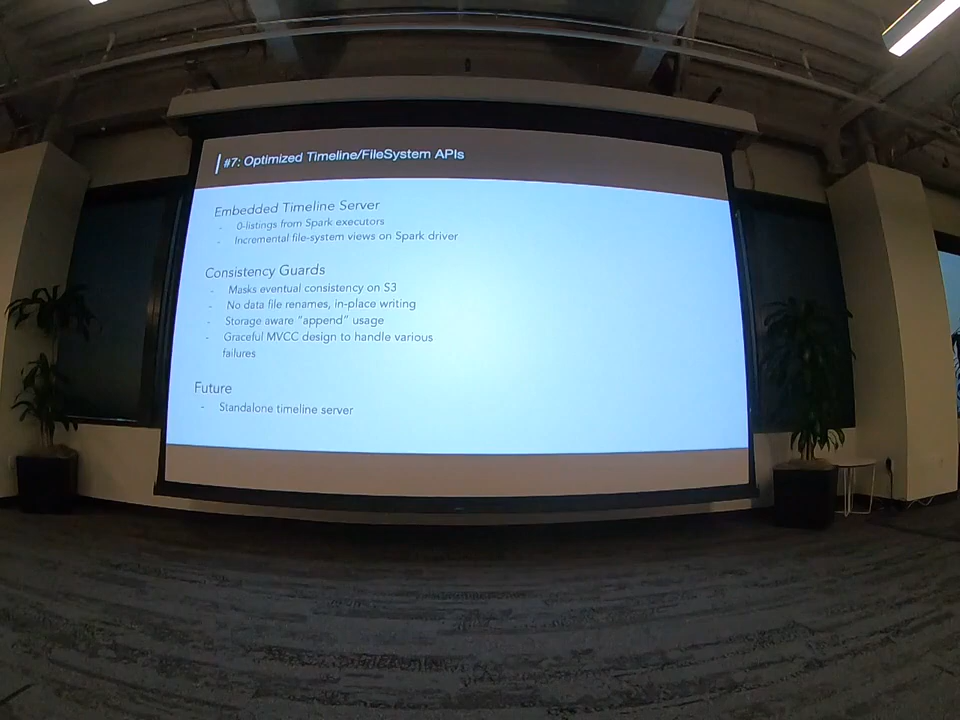 #7: Optimized Timeline/FileSystem APIs
Embedded Timeline Server
- 0-listings from Spark executors
- Incremental file-system views on Spark driver
Consistency Guards
- Masks eventual consistency on S3
- No data file renames, in-place writing
- Storage aware “append” usage
- Graceful MVCC design to handle various
failures
Future
- Standalone timeline server